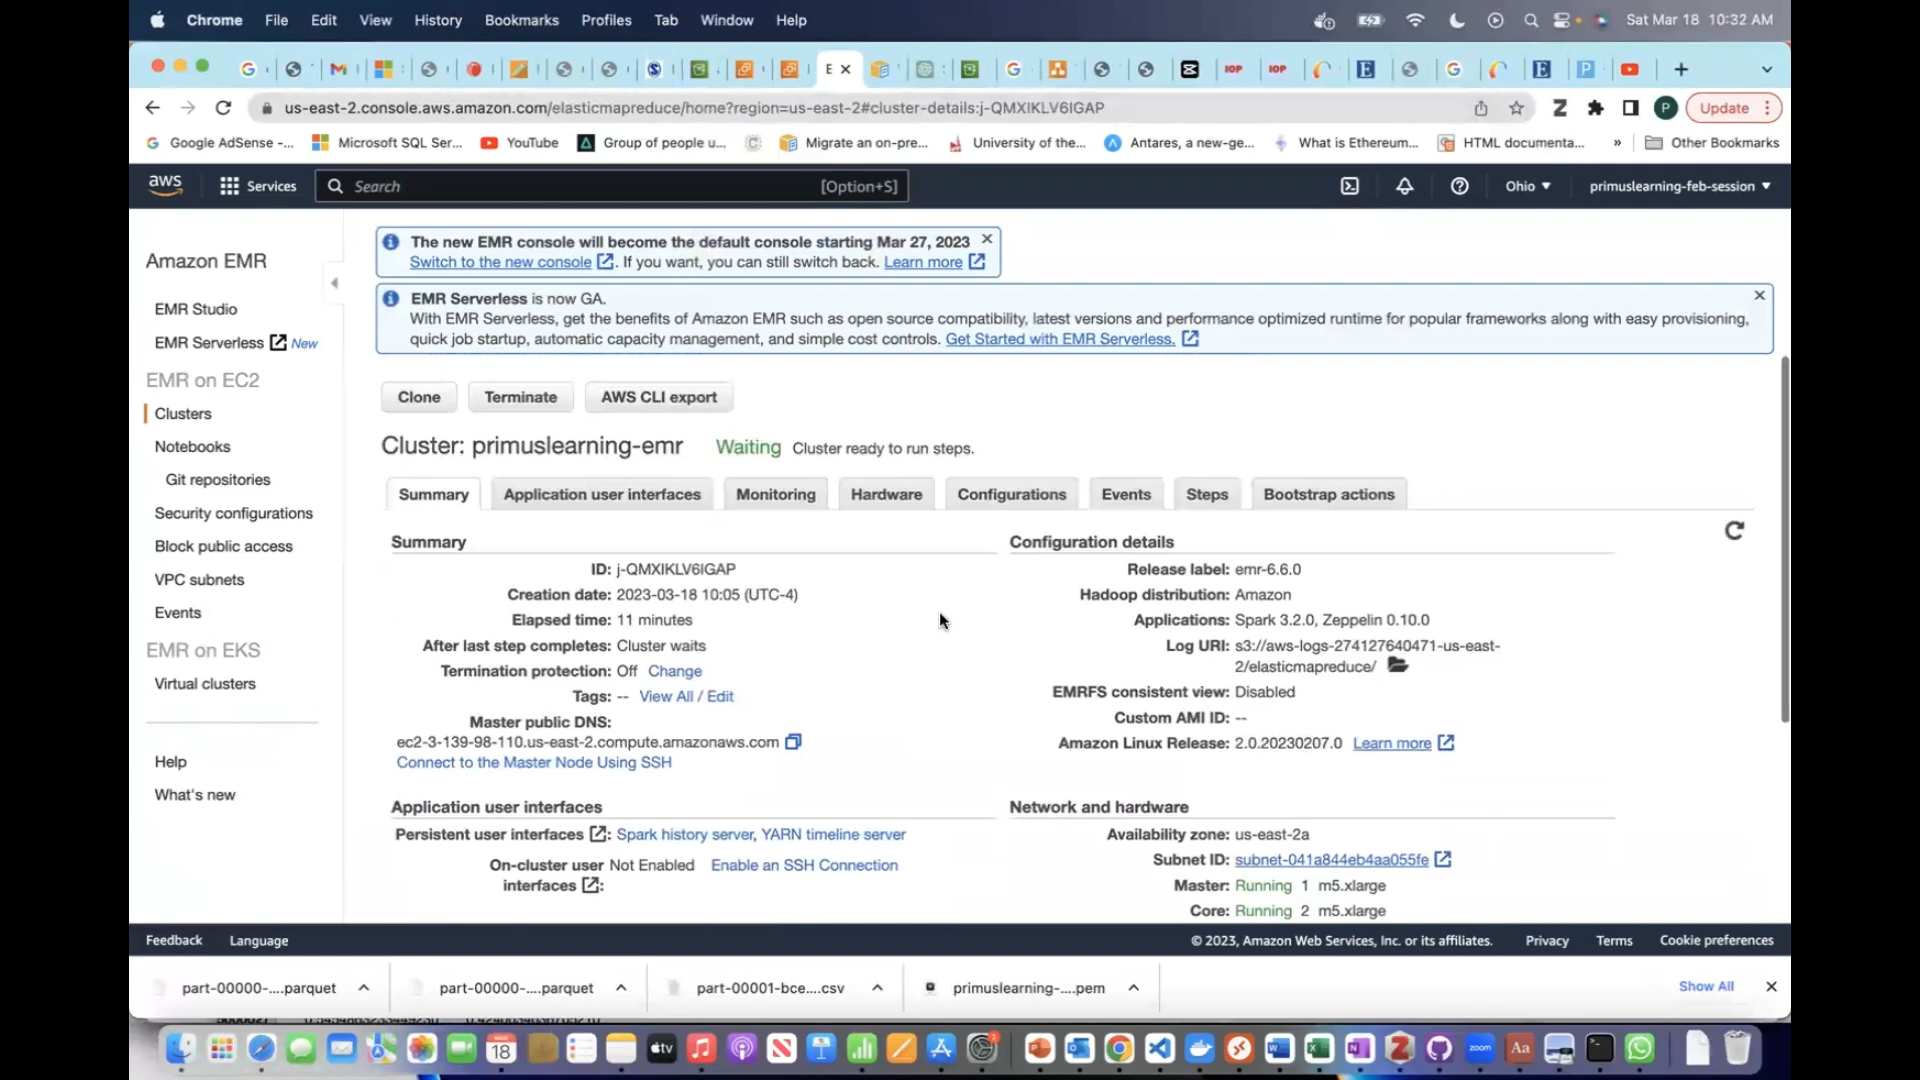 Chrome File Edit View History Bookmarks Profiles Tab Window Help Sat Mar 18 10:32 AM
E
us-east-2.console.aws.amazon.com/elasticmapreduce/home?region=us-east-2#cluster-details:j-QMXIKLV6IGAP Update
Google AdSense -... Microsoft SQL Ser... YouTube Group of people u... Migrate an on-pre... University of the... Antares, a new-ge... What is Ethereum... HTML documenta... » Other Bookmarks
aws Services Search [Option+S] Ohio primuslearning-feb-session
Amazon EMR
EMR Studio
EMR Serverless New
EMR on EC2
Clusters
Notebooks
Git repositories
Security configurations
Block public access
VPC subnets
Events
EMR on EKS
Virtual clusters
Help
What's new
The new EMR console will become the default console starting Mar 27, 2023
Switch to the new console . If you want, you can still switch back. Learn more
EMR Serverless is now GA.
With EMR Serverless, get the benefits of Amazon EMR such as open source compatibility, latest versions and performance optimized runtime for popular frameworks along with easy provisioning,
quick job startup, automatic capacity management, and simple cost controls. Get Started with EMR Serverless.
Clone Terminate AWS CLI export
Cluster: primuslearning-emr Waiting Cluster ready to run steps.
Summary Application user interfaces Monitoring Hardware Configurations Events Steps Bootstrap actions
Summary
ID: j-QMXIKLV6IGAP
Creation date: 2023-03-18 10:05 (UTC-4)
Elapsed time: 11 minutes
After last step completes: Cluster waits
Termination protection: Off Change
Tags: -- View All / Edit
Master public DNS:
ec2-3-139-98-110.us-east-2.compute.amazonaws.com
Connect to the Master Node Using SSH
Configuration details
Release label: emr-6.6.0
Hadoop distribution: Amazon
Applications: Spark 3.2.0, Zeppelin 0.10.0
Log URI: s3://aws-logs-274127640471-us-east-
2/elasticmapreduce/
EMRFS consistent view: Disabled
Custom AMI ID: --
Amazon Linux Release: 2.0.20230207.0 Learn more
Application user interfaces
Persistent user interfaces : Spark history server, YARN timeline server
On-cluster user Not Enabled Enable an SSH Connection
interfaces :
Network and hardware
Availability zone: us-east-2a
Subnet ID: subnet-041a844eb4aa055fe
Master: Running 1 m5.xlarge
Core: Running 2 m5.xlarge
Feedback Language © 2023, Amazon Web Services, Inc. or its affiliates. Privacy Terms Cookie preferences
part-00000-....parquet part-00000-....parquet part-00001-bce....csv primuslearning-....pem Show All